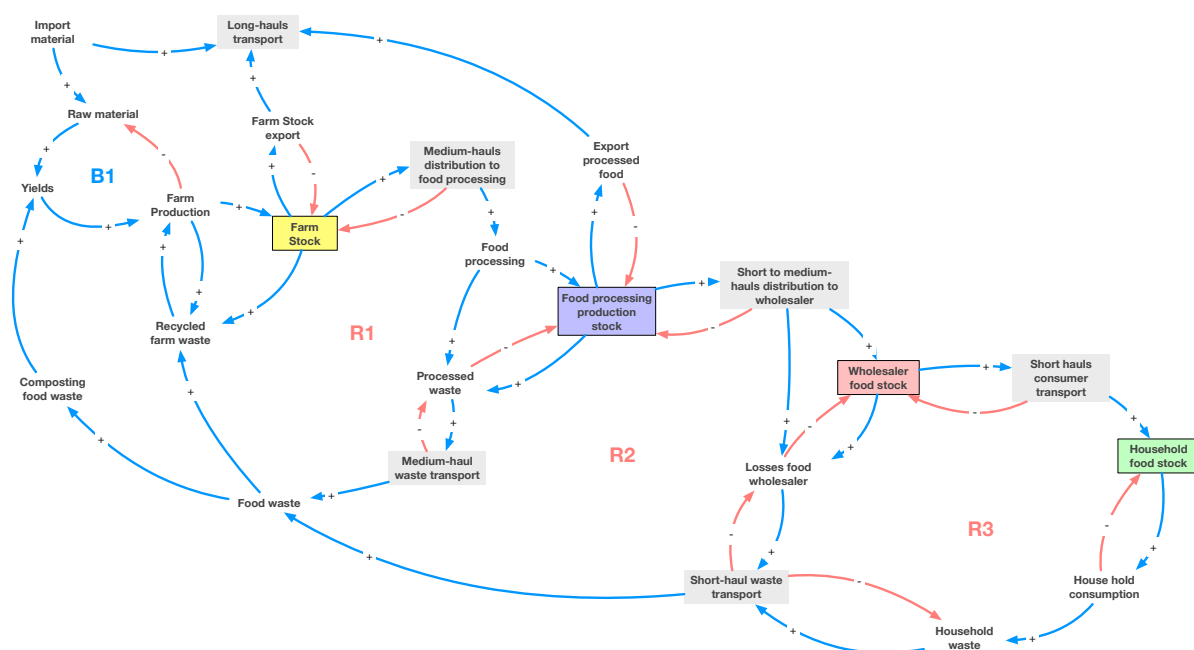 Import
material
Long-hauls
transport
Raw material
Farm Stock
export
Medium-hauls
distribution to
food processing
Export
processed
food
B1
Yields
Farm
Production
Farm
Stock
Food
processing
Short to medium-
hauls distribution to
wholesaler
Food processing
production
stock
Recycled
farm waste
R1
Composting
food waste
Processed
waste
Wholesaler
food stock
Short hauls
consumer
transport
R2
Medium-haul
waste transport
Losses food
wholesaler
Household
food stock
Food waste
R3
Short-haul waste
transport
House hold
consumption
Household
waste